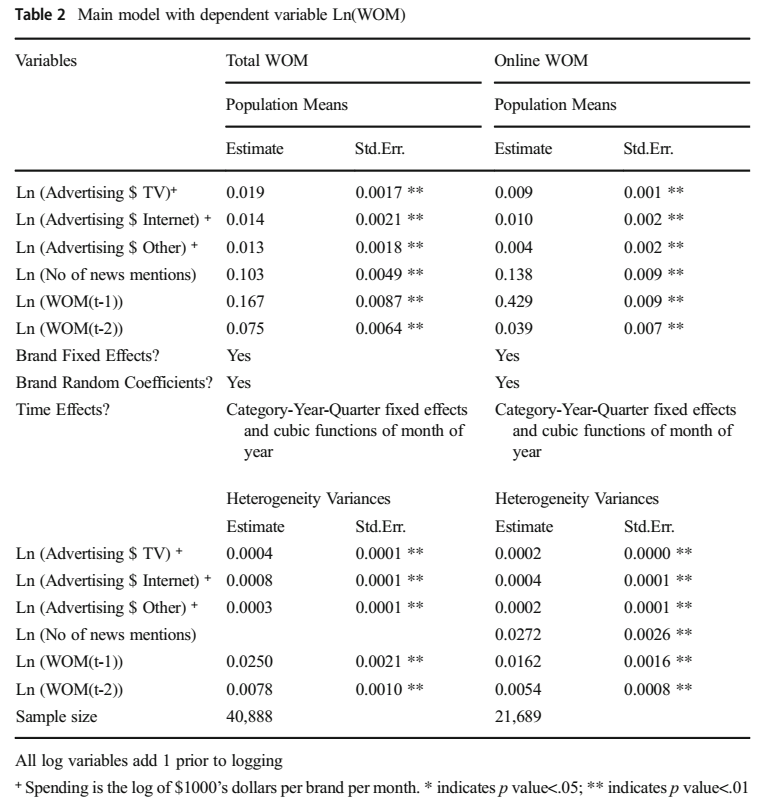 Table 2 Main model with dependent variable Ln(WOM)
Variables Total WOM Online WOM
Population Means Population Means
Estimate Std.Err. Estimate Std.Err.
Ln (Advertising $ TV)⁺ 0.019 0.0017 ** 0.009 0.001 **
Ln (Advertising $ Internet) ⁺ 0.014 0.0021 ** 0.010 0.002 **
Ln (Advertising $ Other) ⁺ 0.013 0.0018 ** 0.004 0.002 **
Ln (No of news mentions) 0.103 0.0049 ** 0.138 0.009 **
Ln (WOM(t-1)) 0.167 0.0087 ** 0.429 0.009 **
Ln (WOM(t-2)) 0.075 0.0064 ** 0.039 0.007 **
Brand Fixed Effects? Yes Yes
Brand Random Coefficients? Yes Yes
Time Effects? Category-Year-Quarter fixed effects Category-Year-Quarter fixed effects
and cubic functions of month of and cubic functions of month of
year year
Heterogeneity Variances Heterogeneity Variances
Estimate Std.Err. Estimate Std.Err.
Ln (Advertising $ TV) ⁺ 0.0004 0.0001 ** 0.0002 0.0000 **
Ln (Advertising $ Internet) ⁺ 0.0008 0.0001 ** 0.0004 0.0001 **
Ln (Advertising $ Other) ⁺ 0.0003 0.0001 ** 0.0002 0.0001 **
Ln (No of news mentions) 0.0272 0.0026 **
Ln (WOM(t-1)) 0.0250 0.0021 ** 0.0162 0.0016 **
Ln (WOM(t-2)) 0.0078 0.0010 ** 0.0054 0.0008 **
Sample size 40,888 21,689
All log variables add 1 prior to logging
⁺ Spending is the log of $1000's dollars per brand per month. * indicates p value<.05; ** indicates p value<.01